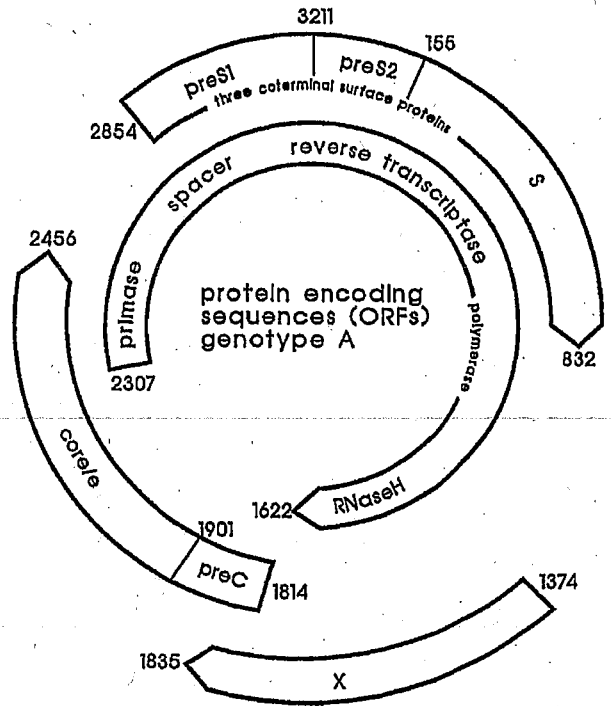 3211
155
preS1
preS2
three coterminal surface proteins
2854
S
spacer
reverse transcriptase
2456
primase
protein encoding
sequences (ORFs)
genotype A
polymerase
832
2307
core/e
RNaseH
1622
1901
preC
1814
1374
1835
X